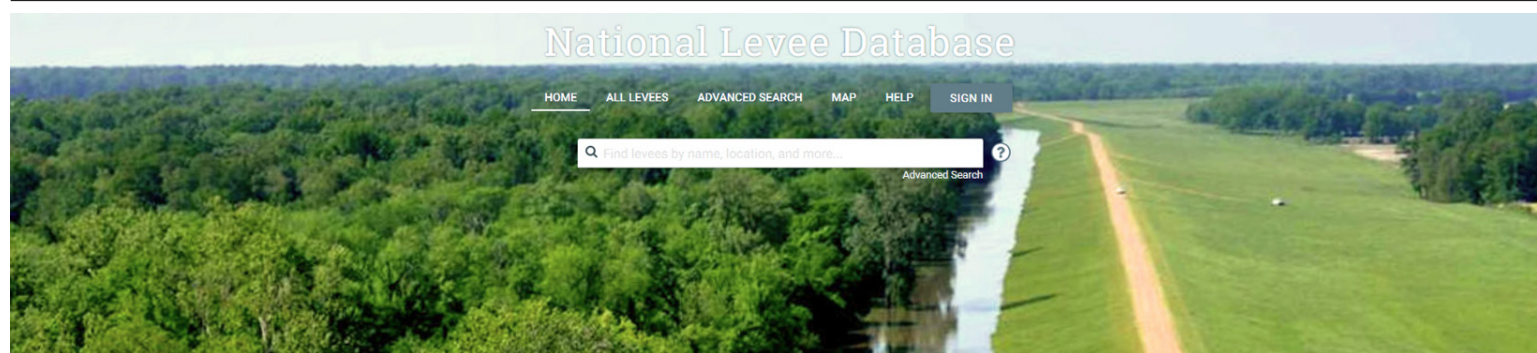 National Levee Database
HOME ALL LEVEES ADVANCED SEARCH MAP HELP SIGN IN
Find levees by name, location, and more...
?
Advanced Search